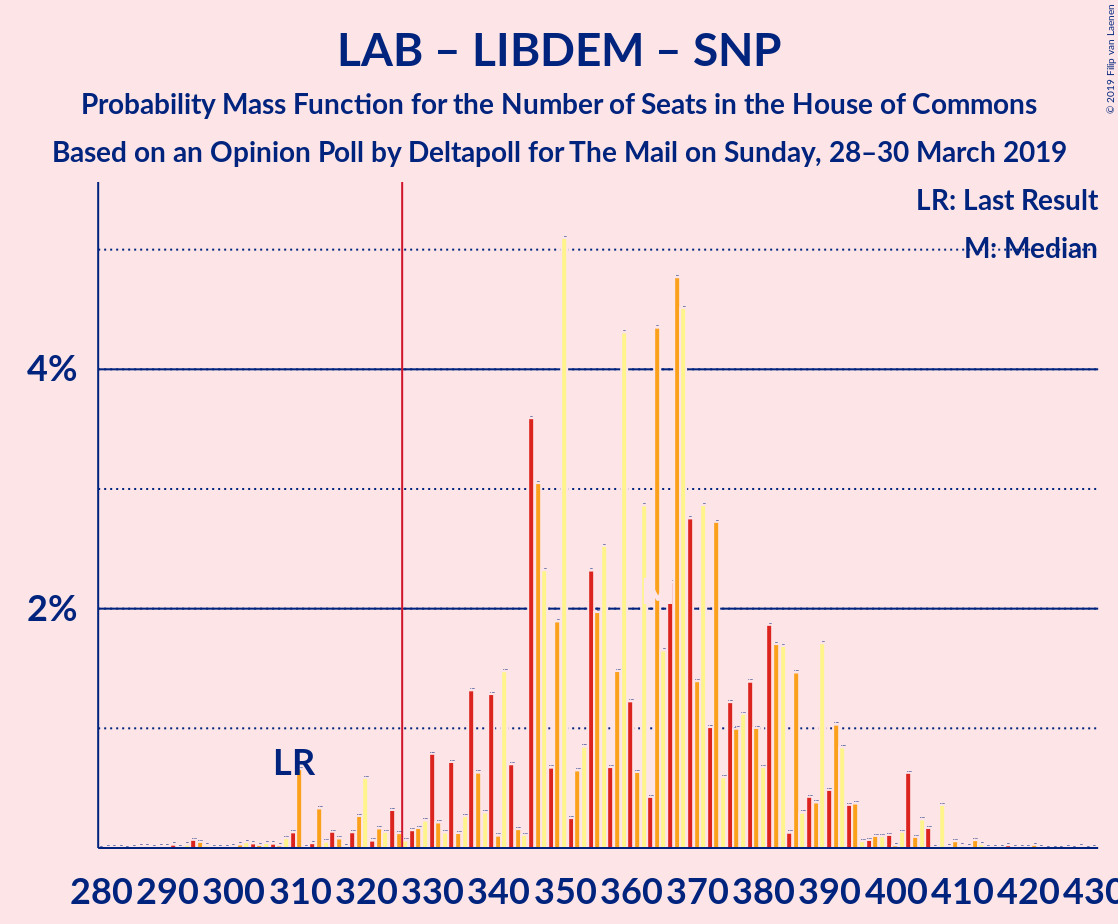 LAB – LIBDEM – SNP
Probability Mass Function for the Number of Seats in the House of Commons
Based on an Opinion Poll by Deltapoll for The Mail on Sunday, 28–30 March 2019
© 2019 Filip van Laenen
LR: Last Result
M: Median
4%
2%
LR
280 290 300 310 320 330 340 350 360 370 380 390 400 410 420 430